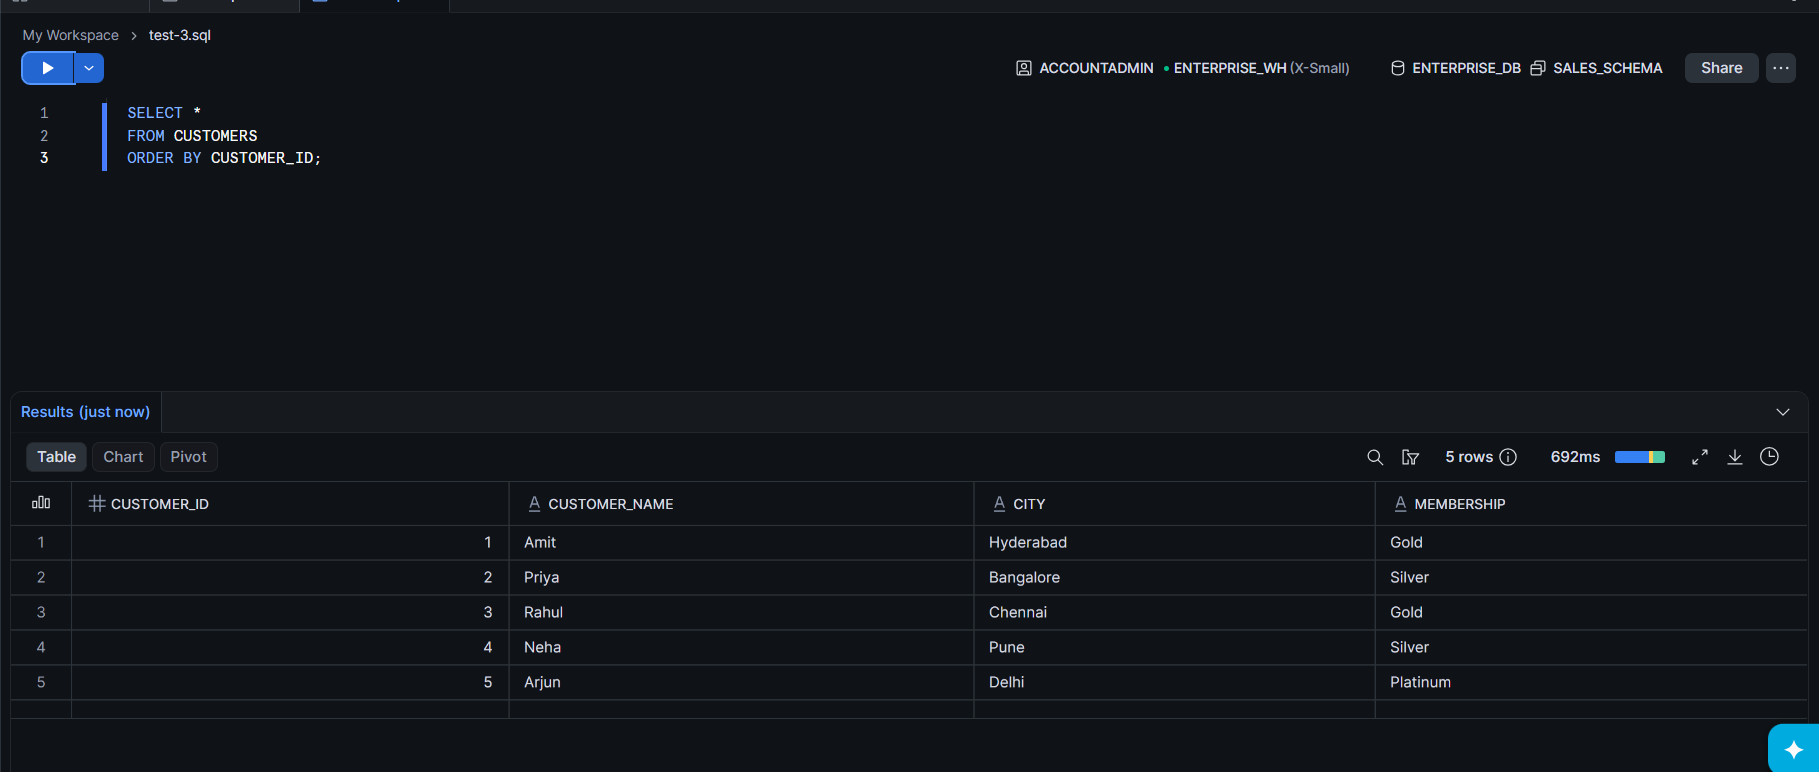 My Workspace > test-3.sql
ACCOUNTADMIN ENTERPRISE_WH (X-Small) ENTERPRISE_DB SALES_SCHEMA Share ...
1 SELECT *
2 FROM CUSTOMERS
3 ORDER BY CUSTOMER_ID;
Results (just now)
Table Chart Pivot 5 rows 692ms
# CUSTOMER_ID A CUSTOMER_NAME A CITY A MEMBERSHIP
1 1 Amit Hyderabad Gold
2 2 Priya Bangalore Silver
3 3 Rahul Chennai Gold
4 4 Neha Pune Silver
5 5 Arjun Delhi Platinum